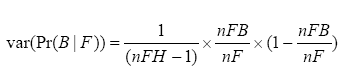 var(Pr(B | F)) = 1/(nFH − 1) × nFB/nF × (1 − nFB/nF)